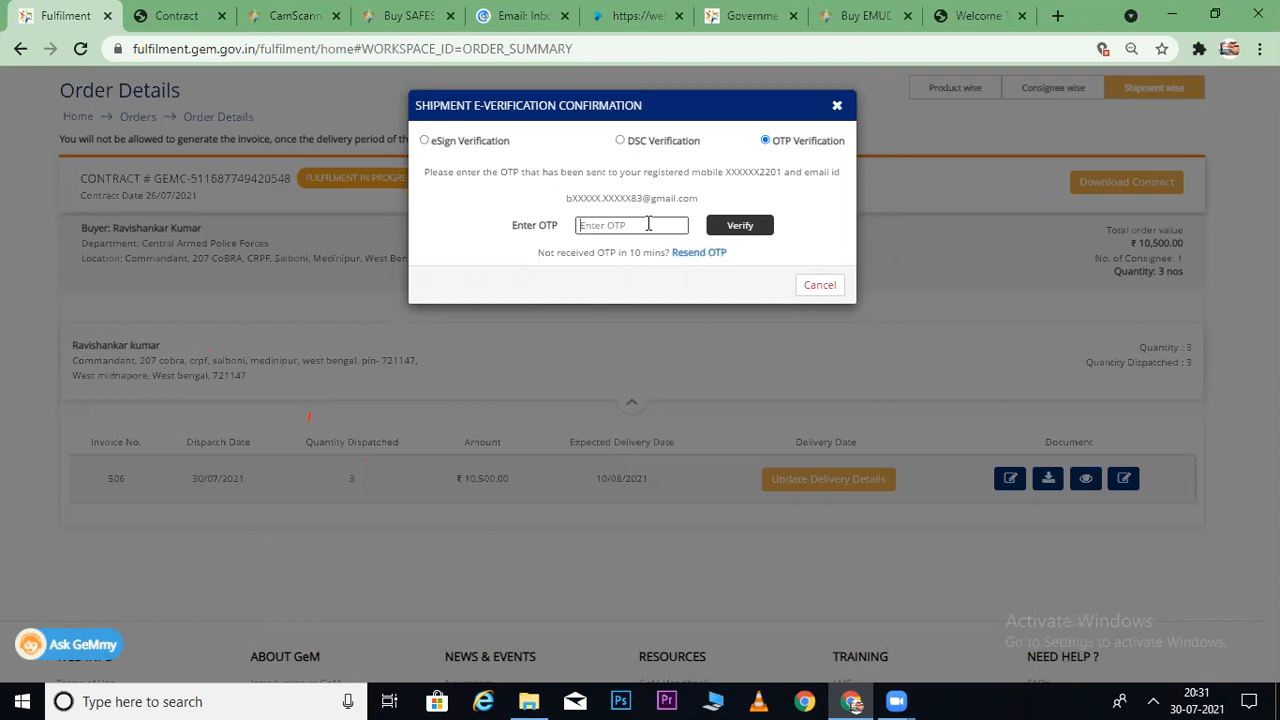 Fulfilment
Contract
CamScan
Buy SAFES
Email: Inbo
https://wel
Governme
Buy EMUD
Welcome T
fulfilment.gem.gov.in/fulfilment/home#WORKSPACE_ID=ORDER_SUMMARY
Order Details
Product wise
Consignee wise
Shipment wise
Home
Orders
Order Details
You will not be allowed to generate the invoice, once the delivery period of th
SHIPMENT E-VERIFICATION CONFIRMATION
eSign Verification
DSC Verification
OTP Verification
Please enter the OTP that has been sent to your registered mobile XXXXXX2201 and email id
bXXXXX.XXXXX83@gmail.com
Enter OTP
Enter OTP
Verify
Not received OTP in 10 mins? Resend OTP
Cancel
CONTRACT # GEMC-511687749420548
FULFILMENT IN PROGRE
Contract Date 26/07/2021
Download Contract
Buyer: Ravishankar Kumar
Department: Central Armed Police Forces
Location: Commandant, 207 CoBRA, CRPF, Salboni, Medinipur, West Ben
Total order value
₹ 10,500.00
No. of Consignee: 1
Quantity: 3 nos
Ravishankar kumar
Commandant, 207 cobra, crpf, salboni, medinipur, west bengal, pin- 721147,
West midnapore, West bengal, 721147
Quantity : 3
Quantity Dispatched : 3
Invoice No.
Dispatch Date
Quantity Dispatched
Amount
Expected Delivery Date
Delivery Date
Document
506
30/07/2021
3
₹ 10,500.00
10/08/2021
Update Delivery Details
Activate Windows
Go to Settings to activate Windows.
Ask GeMmy
ABOUT GeM
NEWS & EVENTS
RESOURCES
TRAINING
NEED HELP ?
Type here to search
20:31
30-07-2021